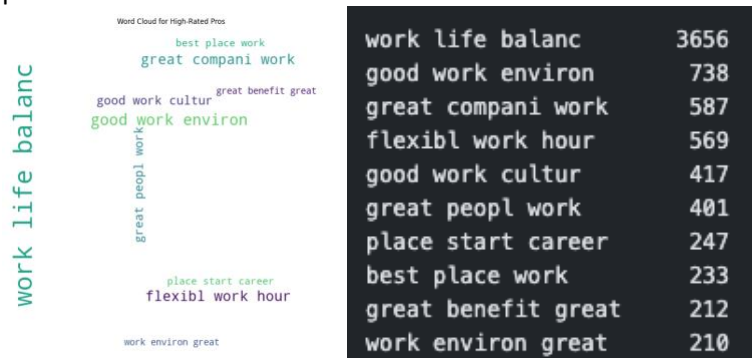 Word Cloud for High-Rated Pros
best place work
great compani work
great benefit great
good work cultur
good work environ
work life balanc
great peopl work
place start career
flexibl work hour
work environ great
work life balanc 3656
good work environ 738
great compani work 587
flexibl work hour 569
good work cultur 417
great peopl work 401
place start career 247
best place work 233
great benefit great 212
work environ great 210